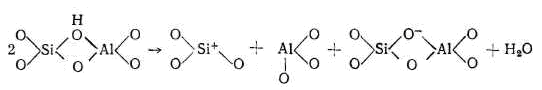 H
O O O O O O O⁻ O
2 Si Al → Si⁺ + Al + Si Al + H₂O
O O O O O O O O
O